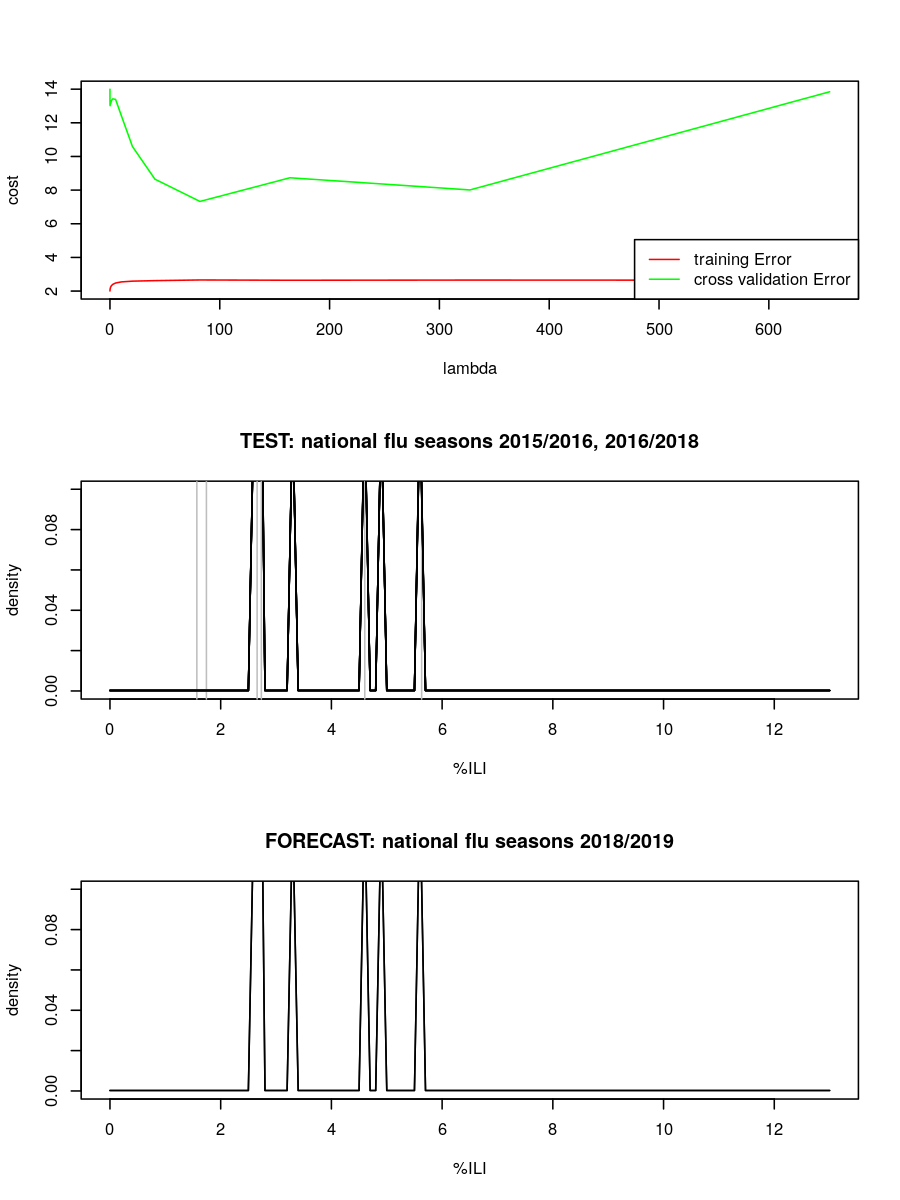 14
12
10
8
6
4
2
cost
training Error
cross validation Error
0 100 200 300 400 500 600
lambda
TEST: national flu seasons 2015/2016, 2016/2018
0.08
0.04
0.00
density
0 2 4 6 8 10 12
%ILI
FORECAST: national flu seasons 2018/2019
0.08
0.04
0.00
density
0 2 4 6 8 10 12
%ILI